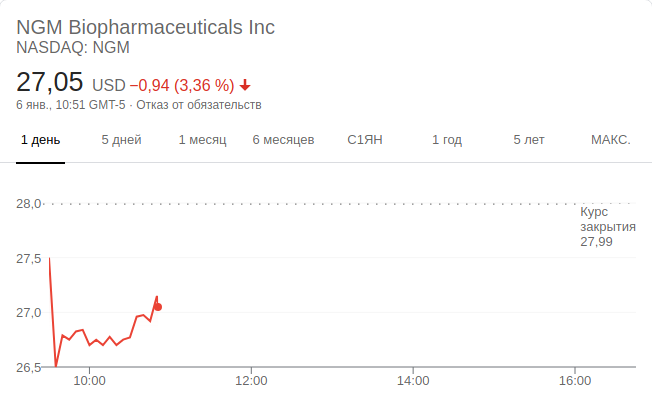 NGM Biopharmaceuticals Inc
NASDAQ: NGM
27,05 USD −0,94 (3,36 %)
6 янв., 10:51 GMT-5 · Отказ от обязательств
1 день 5 дней 1 месяц 6 месяцев С1ЯН 1 год 5 лет МАКС.
28,0
Курс
закрытия
27,99
27,5
27,0
26,5
10:00 12:00 14:00 16:00